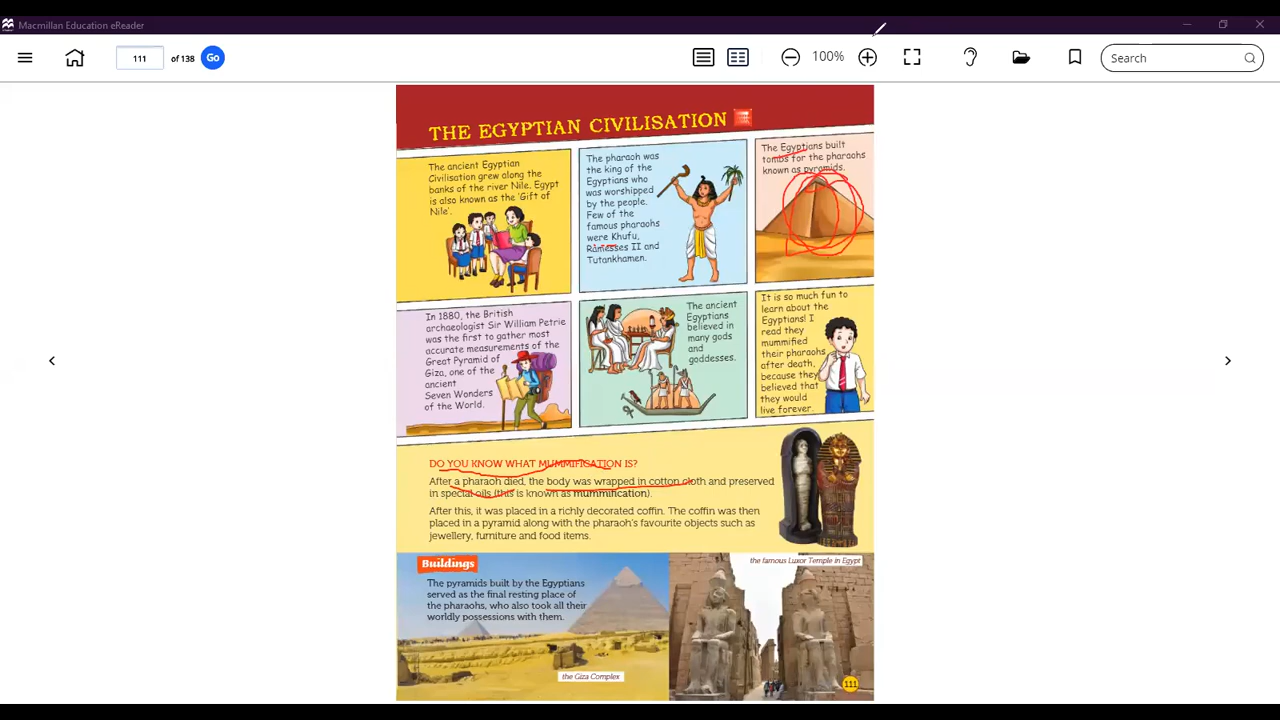 Macmillan Education eReader
111 of 138 Go
100%
Search
THE EGYPTIAN CIVILISATION
The ancient Egyptian
Civilisation grew along the
banks of the river Nile. Egypt
is also known as the 'Gift of
Nile'.
The pharaoh was
the king of the
Egyptians who
was worshipped
by the people.
Few of the
famous pharaohs
were Khufu,
Ramesses II and
Tutankhamen.
The Egyptians built
tombs for the pharaohs
known as pyramids.
In 1880, the British
archaeologist Sir William Petrie
was the first to gather most
accurate measurements of the
Great Pyramid of
Giza, one of the
ancient
Seven Wonders
of the World.
The ancient
Egyptians
believed in
many gods
and
goddesses.
It is so much fun to
learn about the
Egyptians! I
read they
mummified
their pharaohs
after death,
because they
believed that
they would
live forever.
DO YOU KNOW WHAT MUMMIFICATION IS?
After a pharaoh died, the body was wrapped in cotton cloth and preserved
in special oils (this is known as mummification).
After this, it was placed in a richly decorated coffin. The coffin was then
placed in a pyramid along with the pharaoh's favourite objects such as
jewellery, furniture and food items.
Buildings
The pyramids built by the Egyptians
served as the final resting place of
the pharaohs, who also took all their
worldly possessions with them.
the Giza Complex
the famous Luxor Temple in Egypt
111